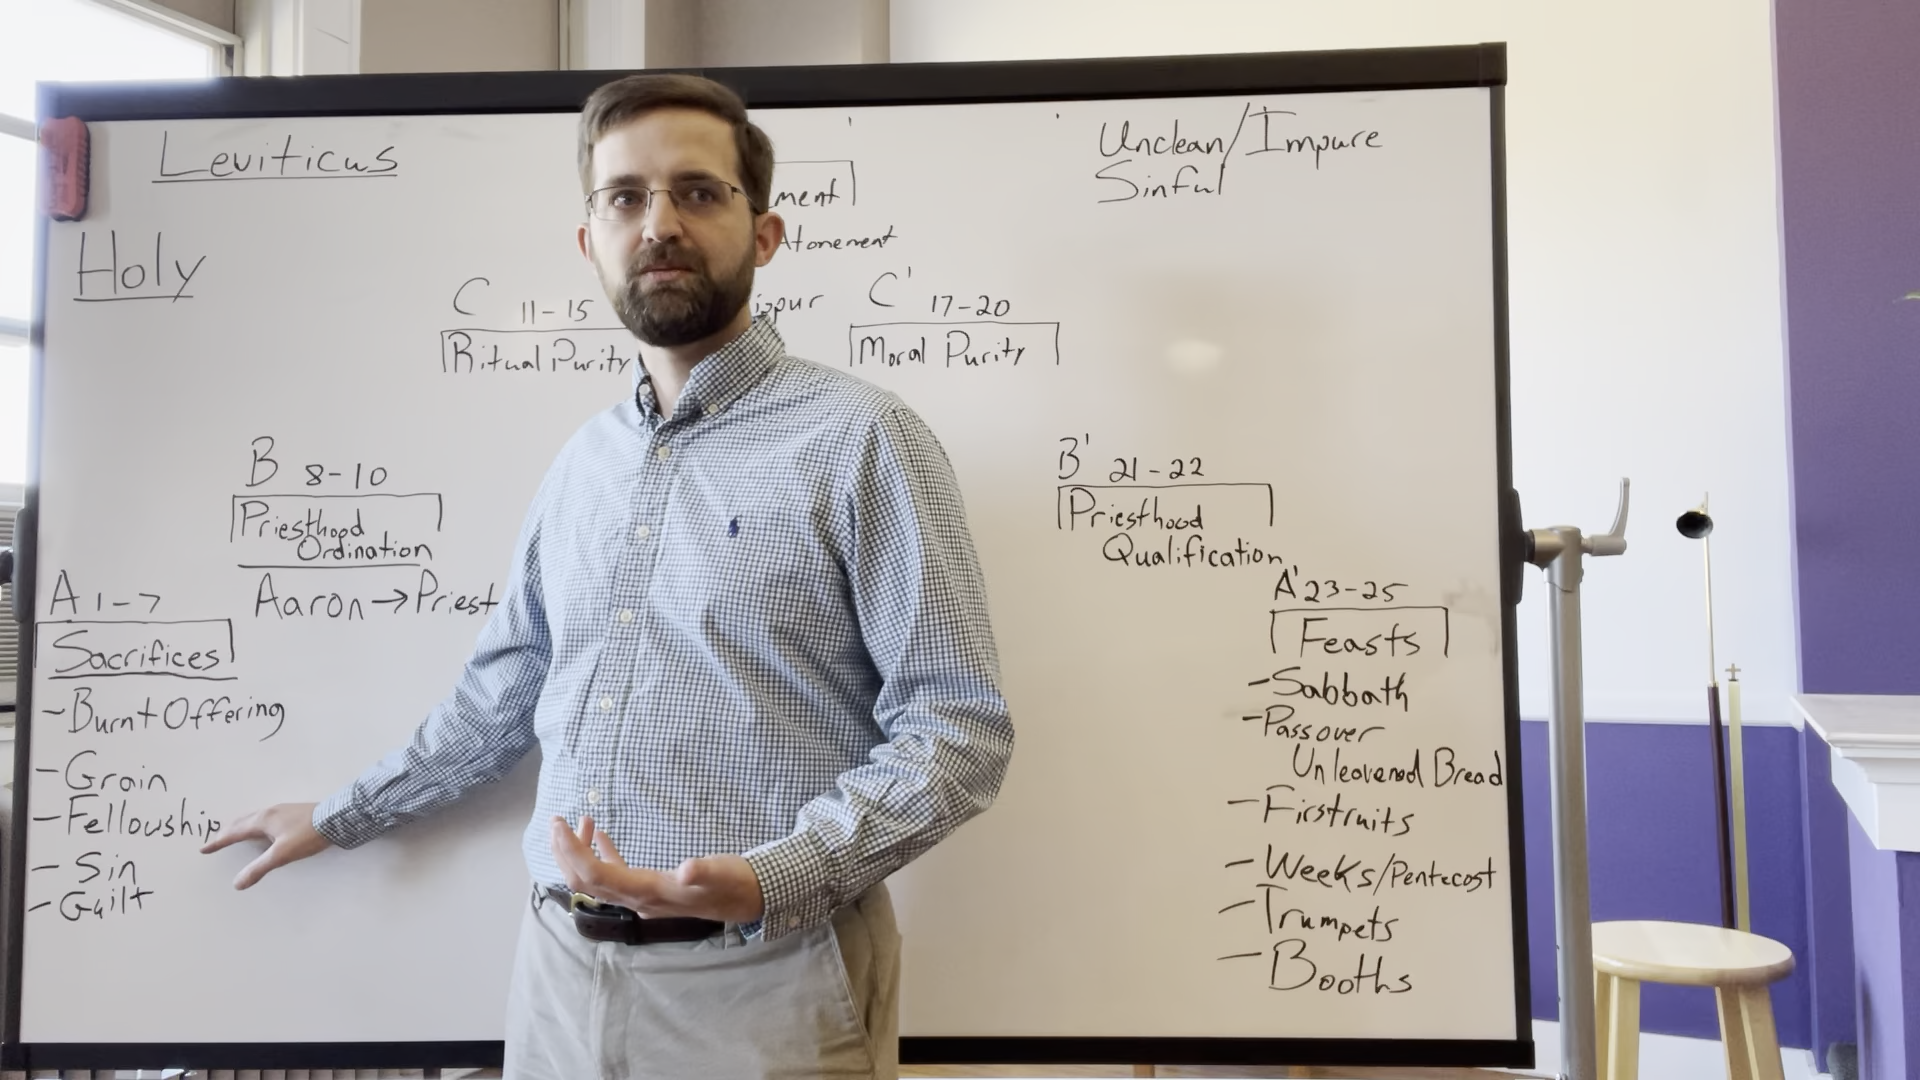 Leviticus
Unclean/Impure
Sinful
Holy
Atonement
C 11-15
Ritual Purity
C' 17-20
Moral Purity
B 8-10
Priesthood
Ordination
Aaron→Priest
B' 21-22
Priesthood
Qualification
A 1-7
Sacrifices
-Burnt Offering
-Grain
-Fellowship
-Sin
-Guilt
A' 23-25
Feasts
-Sabbath
-Passover
Unleavened Bread
-Firstruits
-Weeks/Pentecost
-Trumpets
-Booths